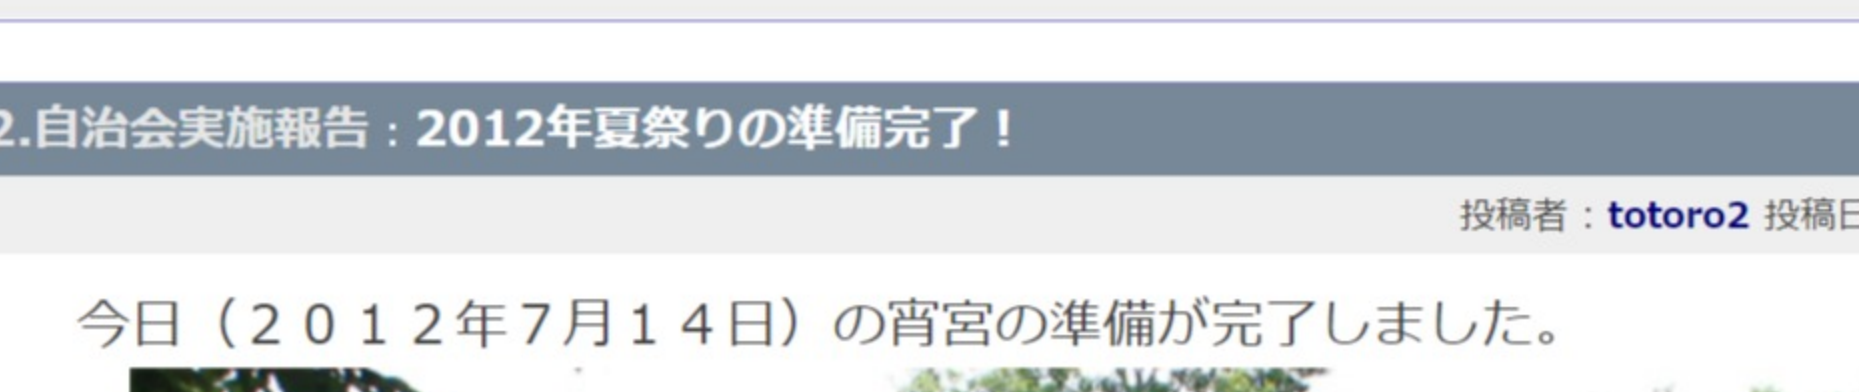 2.自治会実施報告：2012年夏祭りの準備完了！
投稿者：totoro2 投稿日
今日（２０１２年７月１４日）の宵宮の準備が完了しました。